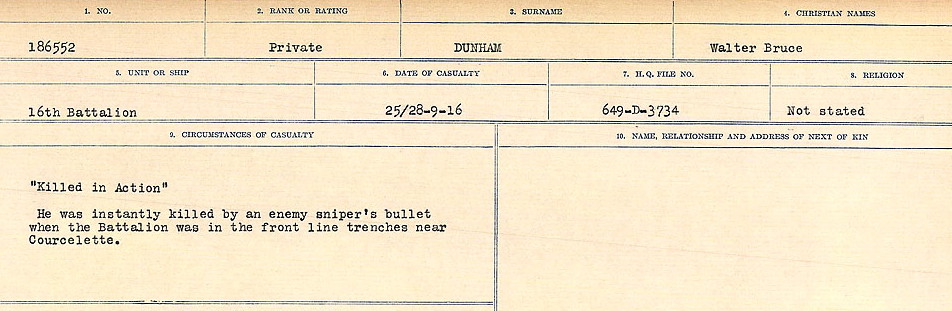 1. NO. 2. RANK OR RATING 3. SURNAME 4. CHRISTIAN NAMES
186552 Private DUNHAM Walter Bruce
5. UNIT OR SHIP 6. DATE OF CASUALTY 7. H.Q. FILE NO. 8. RELIGION
16th Battalion 25/28-9-16 649-D-3734 Not stated
9. CIRCUMSTANCES OF CASUALTY 10. NAME, RELATIONSHIP AND ADDRESS OF NEXT OF KIN
"Killed in Action"
He was instantly killed by an enemy sniper's bullet
when the Battalion was in the front line trenches near
Courcelette.